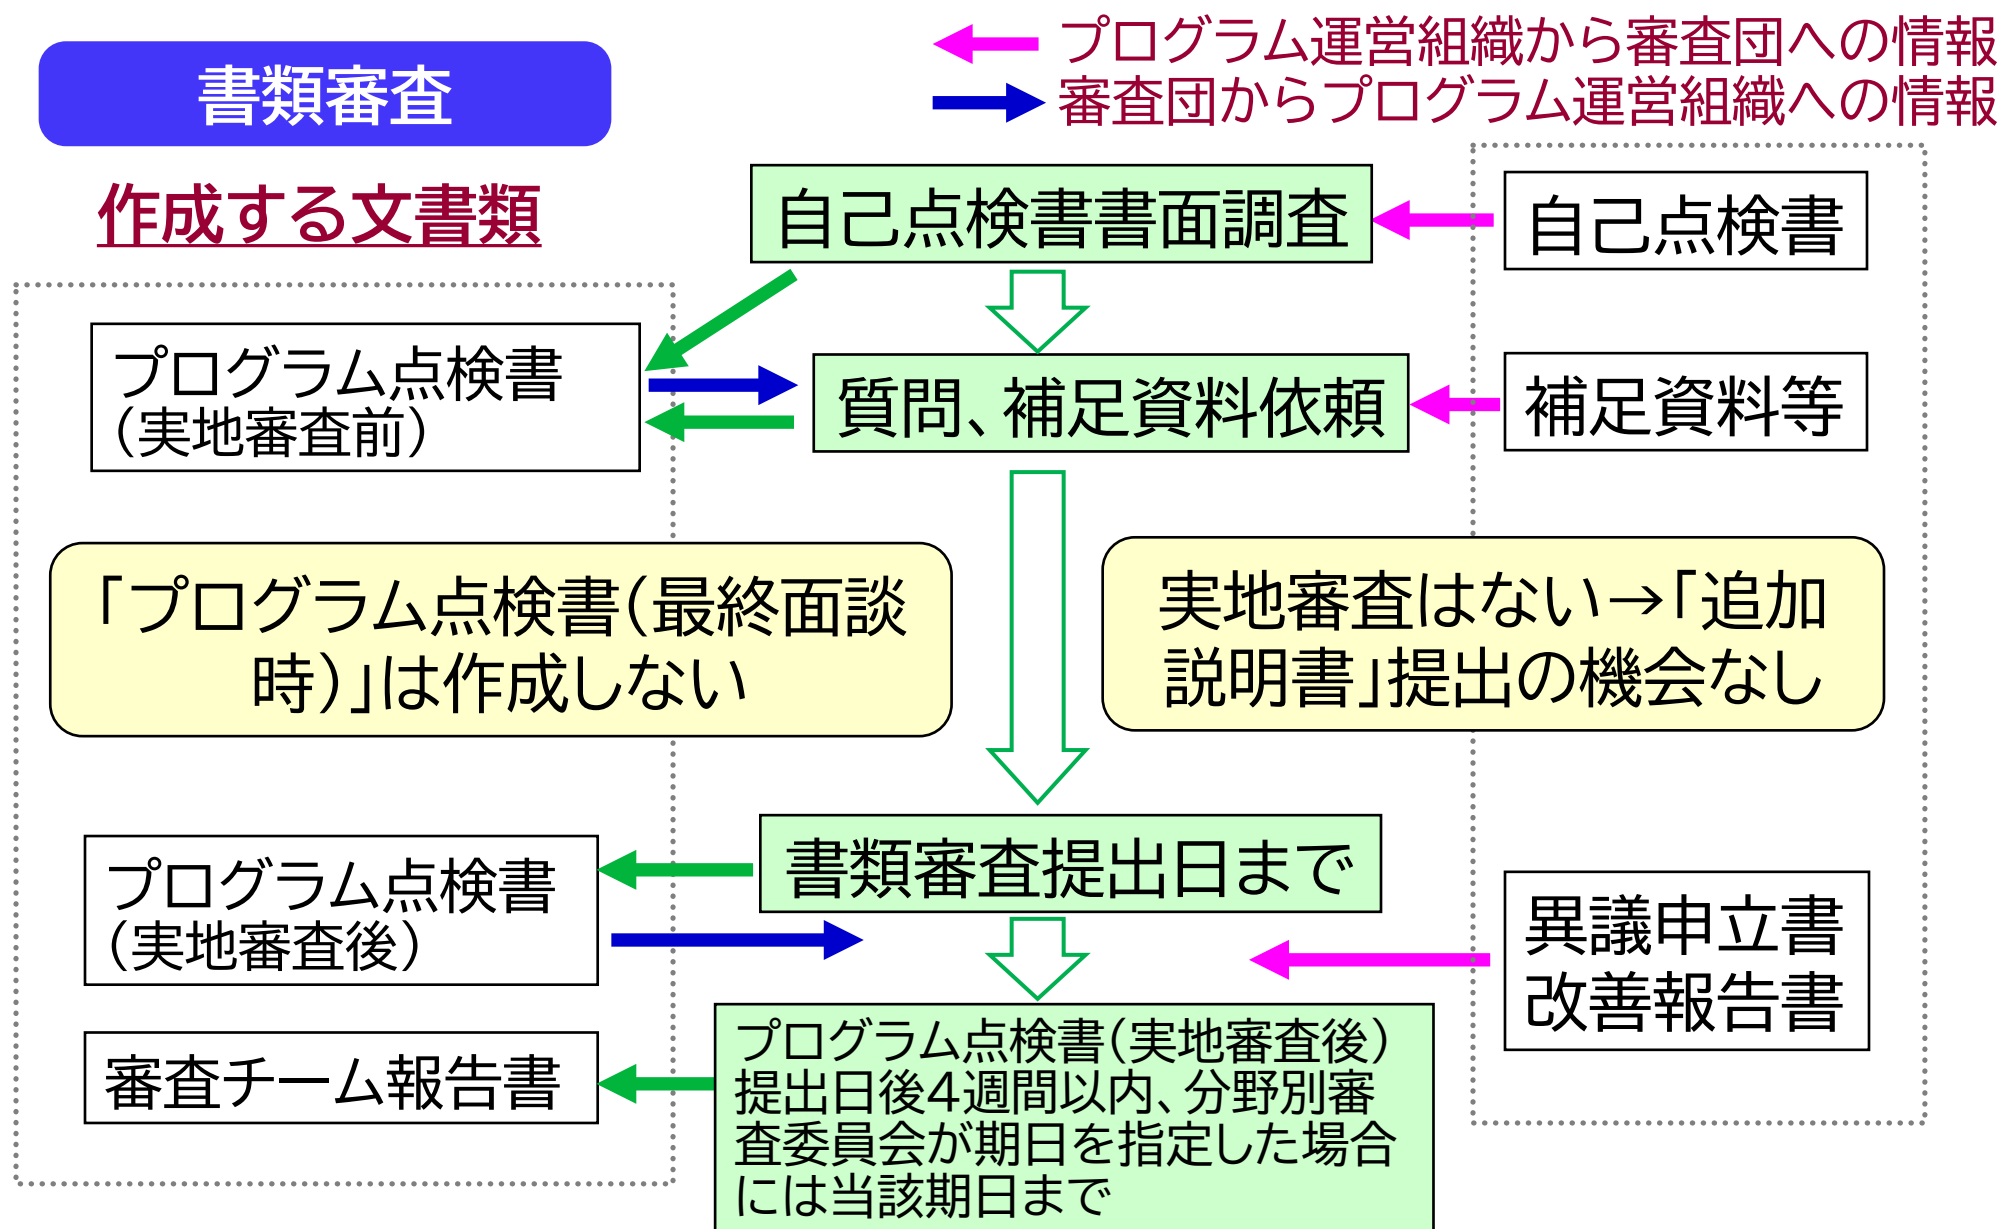 プログラム運営組織から審査団への情報
審査団からプログラム運営組織への情報
書類審査
作成する文書類
自己点検書書面調査
自己点検書
プログラム点検書
（実地審査前）
質問、補足資料依頼
補足資料等
「プログラム点検書（最終面談
時）」は作成しない
実地審査はない→「追加
説明書」提出の機会なし
書類審査提出日まで
プログラム点検書
（実地審査後）
異議申立書
改善報告書
審査チーム報告書
プログラム点検書（実地審査後）
提出日後４週間以内、分野別審
査委員会が期日を指定した場合
には当該期日まで